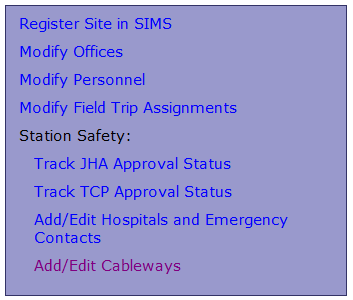 Register Site in SIMS
Modify Offices
Modify Personnel
Modify Field Trip Assignments
Station Safety:
Track JHA Approval Status
Track TCP Approval Status
Add/Edit Hospitals and Emergency
Contacts
Add/Edit Cableways